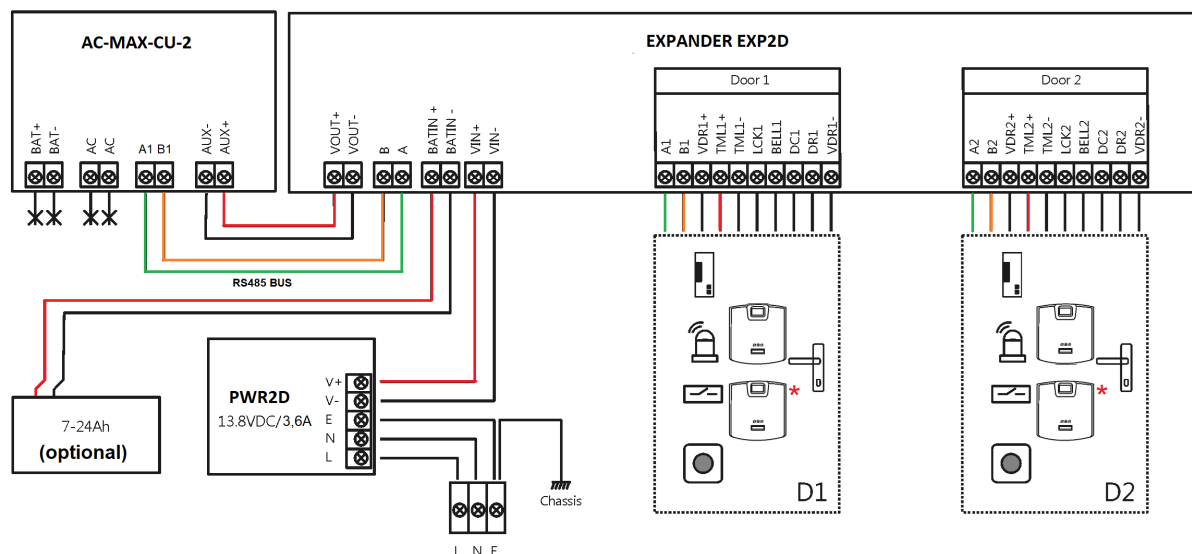 AC-MAX-CU-2
EXPANDER EXP2D
Door 1
Door 2
BAT+
BAT-
AC
AC
A1 B1
AUX-
AUX+
VOUT+
VOUT-
B
A
BATIN +
BATIN -
VIN+
VIN-
A1
B1
VDR1+
TML1+
TML1-
LCK1
BELL1
DC1
DR1
VDR1-
A2
B2
VDR2+
TML2+
TML2-
LCK2
BELL2
DC2
DR2
VDR2-
RS485 BUS
PWR2D
13.8VDC/3,6A
V+
V-
E
N
L
7-24Ah
(optional)
Chassis
*
*
D1
D2
L N E